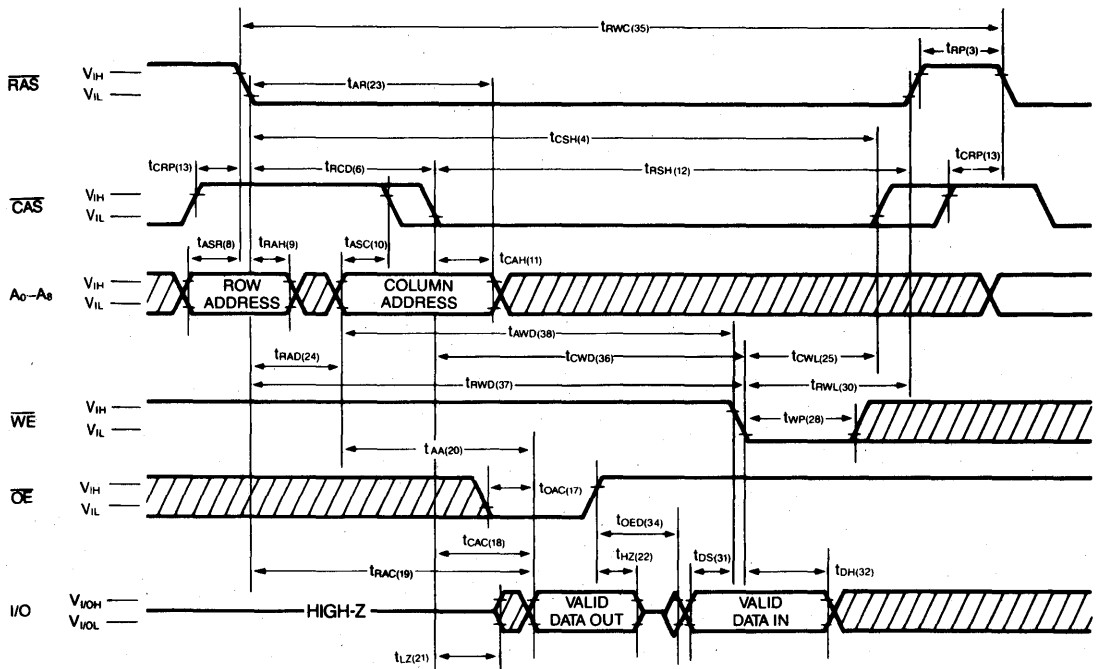 tRWC(35)
tRP(3)
RAS
VIH
VIL
tAR(23)
tCSH(4)
tCRP(13)
tRCD(6)
tRSH(12)
tCRP(13)
CAS
VIH
VIL
tASR(8)
tRAH(9)
tASC(10)
tCAH(11)
A0–A8
VIH
VIL
ROW
ADDRESS
COLUMN
ADDRESS
tAWD(38)
tRAD(24)
tCWD(36)
tCWL(25)
tRWD(37)
tRWL(30)
WE
VIH
VIL
tWP(28)
tAA(20)
OE
VIH
VIL
tOAC(17)
tOED(34)
tCAC(18)
tHZ(22)
tDS(31)
tRAC(19)
tDH(32)
I/O
VI/OH
VI/OL
HIGH-Z
VALID
DATA OUT
VALID
DATA IN
tLZ(21)